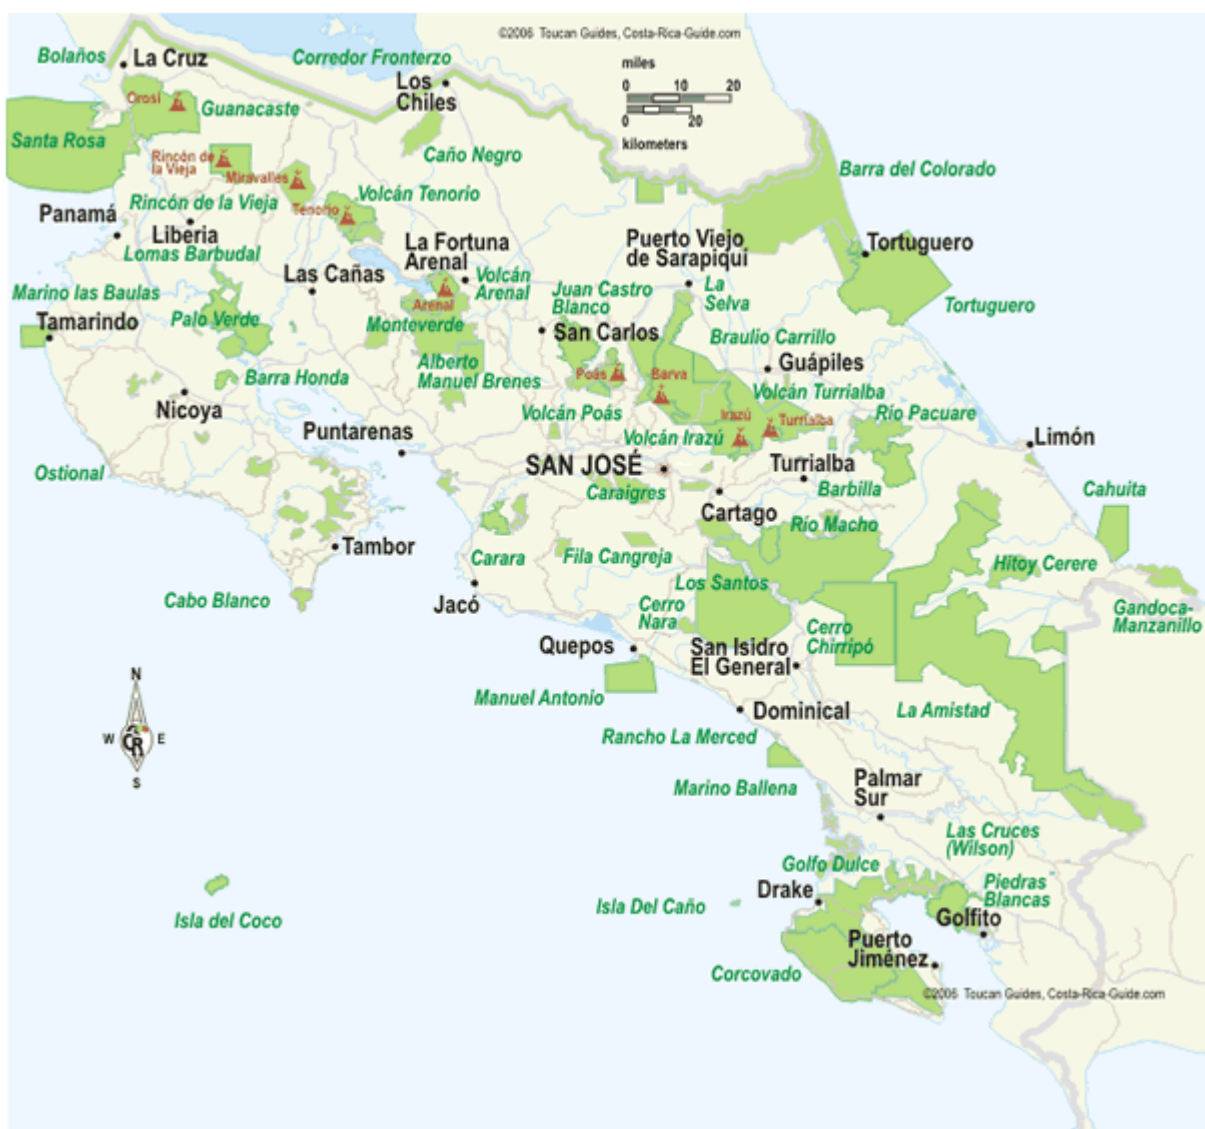 ©2006 Toucan Guides, Costa-Rica-Guide.com
miles
0 10 20
0 20
kilometers
Bolaños
La Cruz
Corredor Fronterzo
Los
Chiles
Orosí
Guanacaste
Santa Rosa
Caño Negro
Rincón de
la Vieja
Miravalles
Barra del Colorado
Rincón de la Vieja
Volcán Tenorio
Tenorio
Panamá
Liberia
Lomas Barbudal
La Fortuna
Arenal
Puerto Viejo
de Sarapiqui
Tortuguero
Las Cañas
Volcán
Arenal
Juan Castro
Blanco
La
Selva
Marino las Baulas
Arenal
Tortuguero
Tamarindo
Palo Verde
Monteverde
San Carlos
Braulio Carrillo
Alberto
Manuel Brenes
Guápiles
Barra Honda
Poás
Barva
Volcán Turrialba
Nicoya
Volcán Poás
Irazú
Turrialba
Río Pacuare
Puntarenas
Volcán Irazú
Limón
Ostional
SAN JOSÉ
Turrialba
Caraigres
Barbilla
Cahuita
Cartago
Río Macho
Tambor
Carara
Fila Cangreja
Hitoy Cerere
Los Santos
Cabo Blanco
Jacó
Cerro
Nara
Gandoca-
Manzanillo
Cerro
Chirripó
Quepos
San Isidro
El General
N
W E
S
CR
Manuel Antonio
La Amistad
Dominical
Rancho La Merced
Marino Ballena
Palmar
Sur
Las Cruces
(Wilson)
Golfo Dulce
Drake
Piedras
Blancas
Isla del Coco
Isla Del Caño
Golfito
Puerto
Jiménez
Corcovado
©2006 Toucan Guides, Costa-Rica-Guide.com